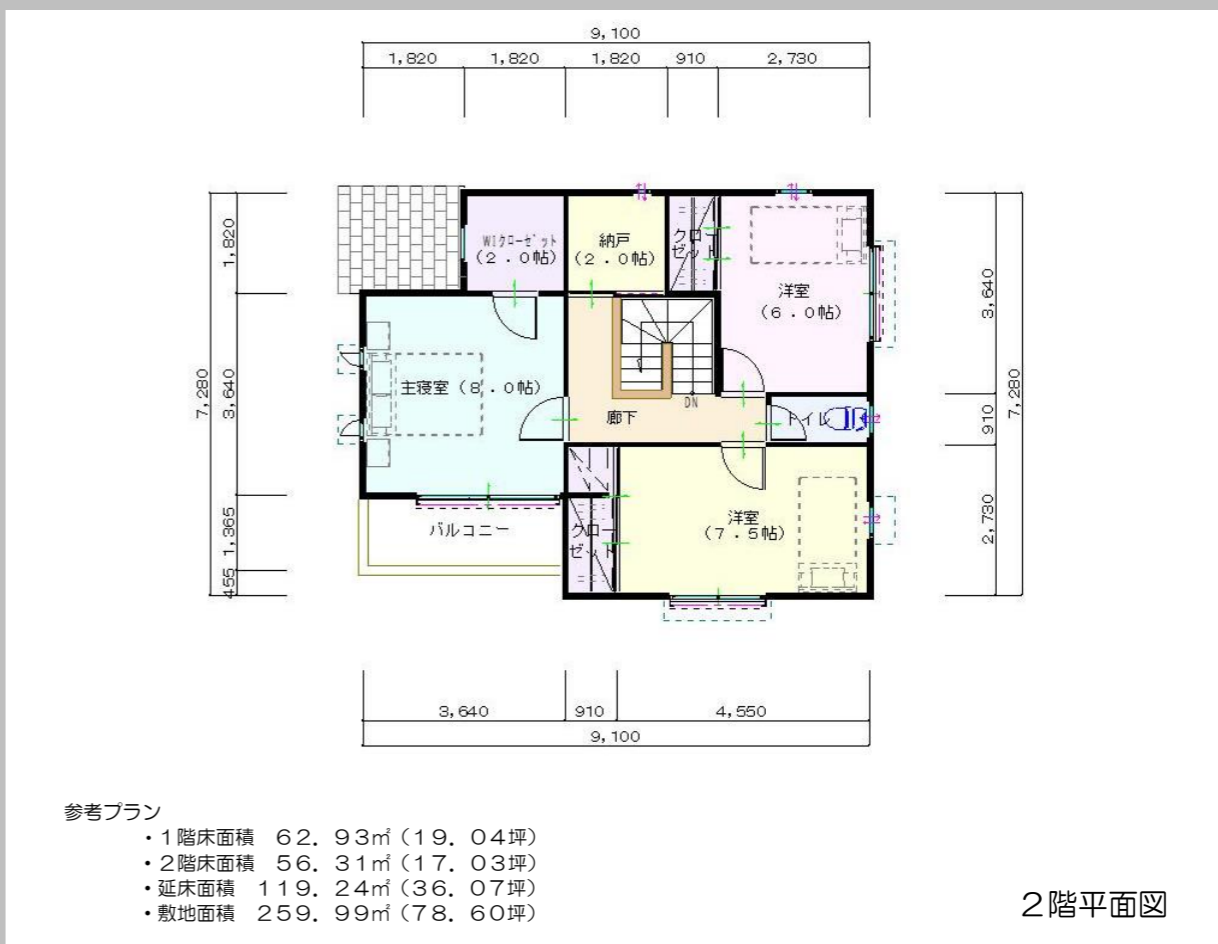 9,100
1,820 1,820 1,820 910 2,730
1,820
3,640
1,365
455
7,280
3,640
910
2,730
7,280
WIクローゼット
(2.0帖)
納戸
(2.0帖)
クロー
ゼット
洋室
(6.0帖)
主寝室(8.0帖)
DN
廊下
トイレ
バルコニー
クロー
ゼット
洋室
(7.5帖)
3,640 910 4,550
9,100
参考プラン
・1階床面積 62.93㎡(19.04坪)
・2階床面積 56.31㎡(17.03坪)
・延床面積 119.24㎡(36.07坪)
・敷地面積 259.99㎡(78.60坪)
2階平面図